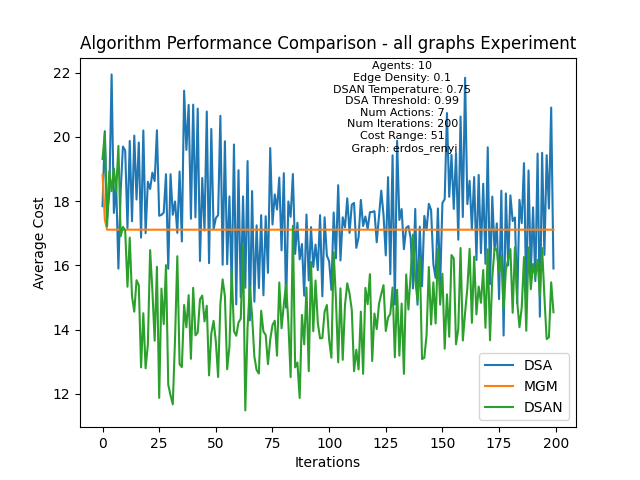 Algorithm Performance Comparison - all graphs Experiment
Agents: 10
Edge Density: 0.1
DSAN Temperature: 0.75
DSA Threshold: 0.99
Num Actions: 7
Num Iterations: 200
Cost Range: 51
Graph: erdos_renyi
22
20
18
16
14
12
Average Cost
0 25 50 75 100 125 150 175 200
Iterations
DSA
MGM
DSAN